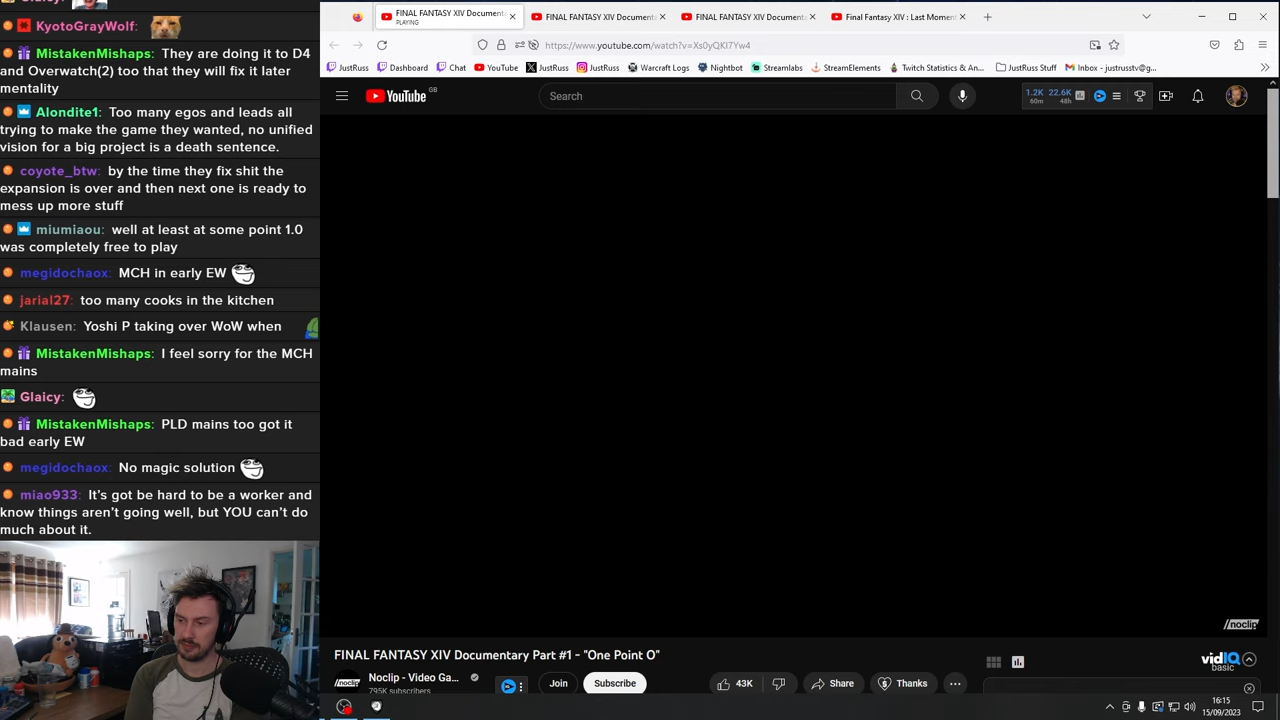 KyotoGrayWolf:
MistakenMishaps: They are doing it to D4
and Overwatch(2) too that they will fix it later
mentality
Alondite1: Too many egos and leads all
trying to make the game they wanted, no unified
vision for a big project is a death sentence.
coyote_btw: by the time they fix shit the
expansion is over and then next one is ready to
mess up more stuff
miumiaou: well at least at some point 1.0
was completely free to play
megidochaox: MCH in early EW
jarial27: too many cooks in the kitchen
Klausen: Yoshi P taking over WoW when
MistakenMishaps: I feel sorry for the MCH
mains
Glaicy:
MistakenMishaps: PLD mains too got it
bad early EW
megidochaox: No magic solution
miao933: It's got be hard to be a worker and
know things aren't going well, but YOU can't do
much about it.
FINAL FANTASY XIV Documenta
PLAYING
FINAL FANTASY XIV Documenta
FINAL FANTASY XIV Documenta
Final Fantasy XIV : Last Moment
https://www.youtube.com/watch?v=Xs0yQKI7Yw4
JustRuss Dashboard Chat YouTube JustRuss JustRuss Warcraft Logs Nightbot Streamlabs StreamElements Twitch Statistics & An... JustRuss Stuff Inbox - justrusstv@g...
YouTube GB
Search
1.2K 22.6K
60m 48h
/noclip
FINAL FANTASY XIV Documentary Part #1 - "One Point O"
vidIQ
basic
/noclip
Noclip - Video Ga...
795K subscribers
Join
Subscribe
43K
Share
Thanks
16:15
15/09/2023